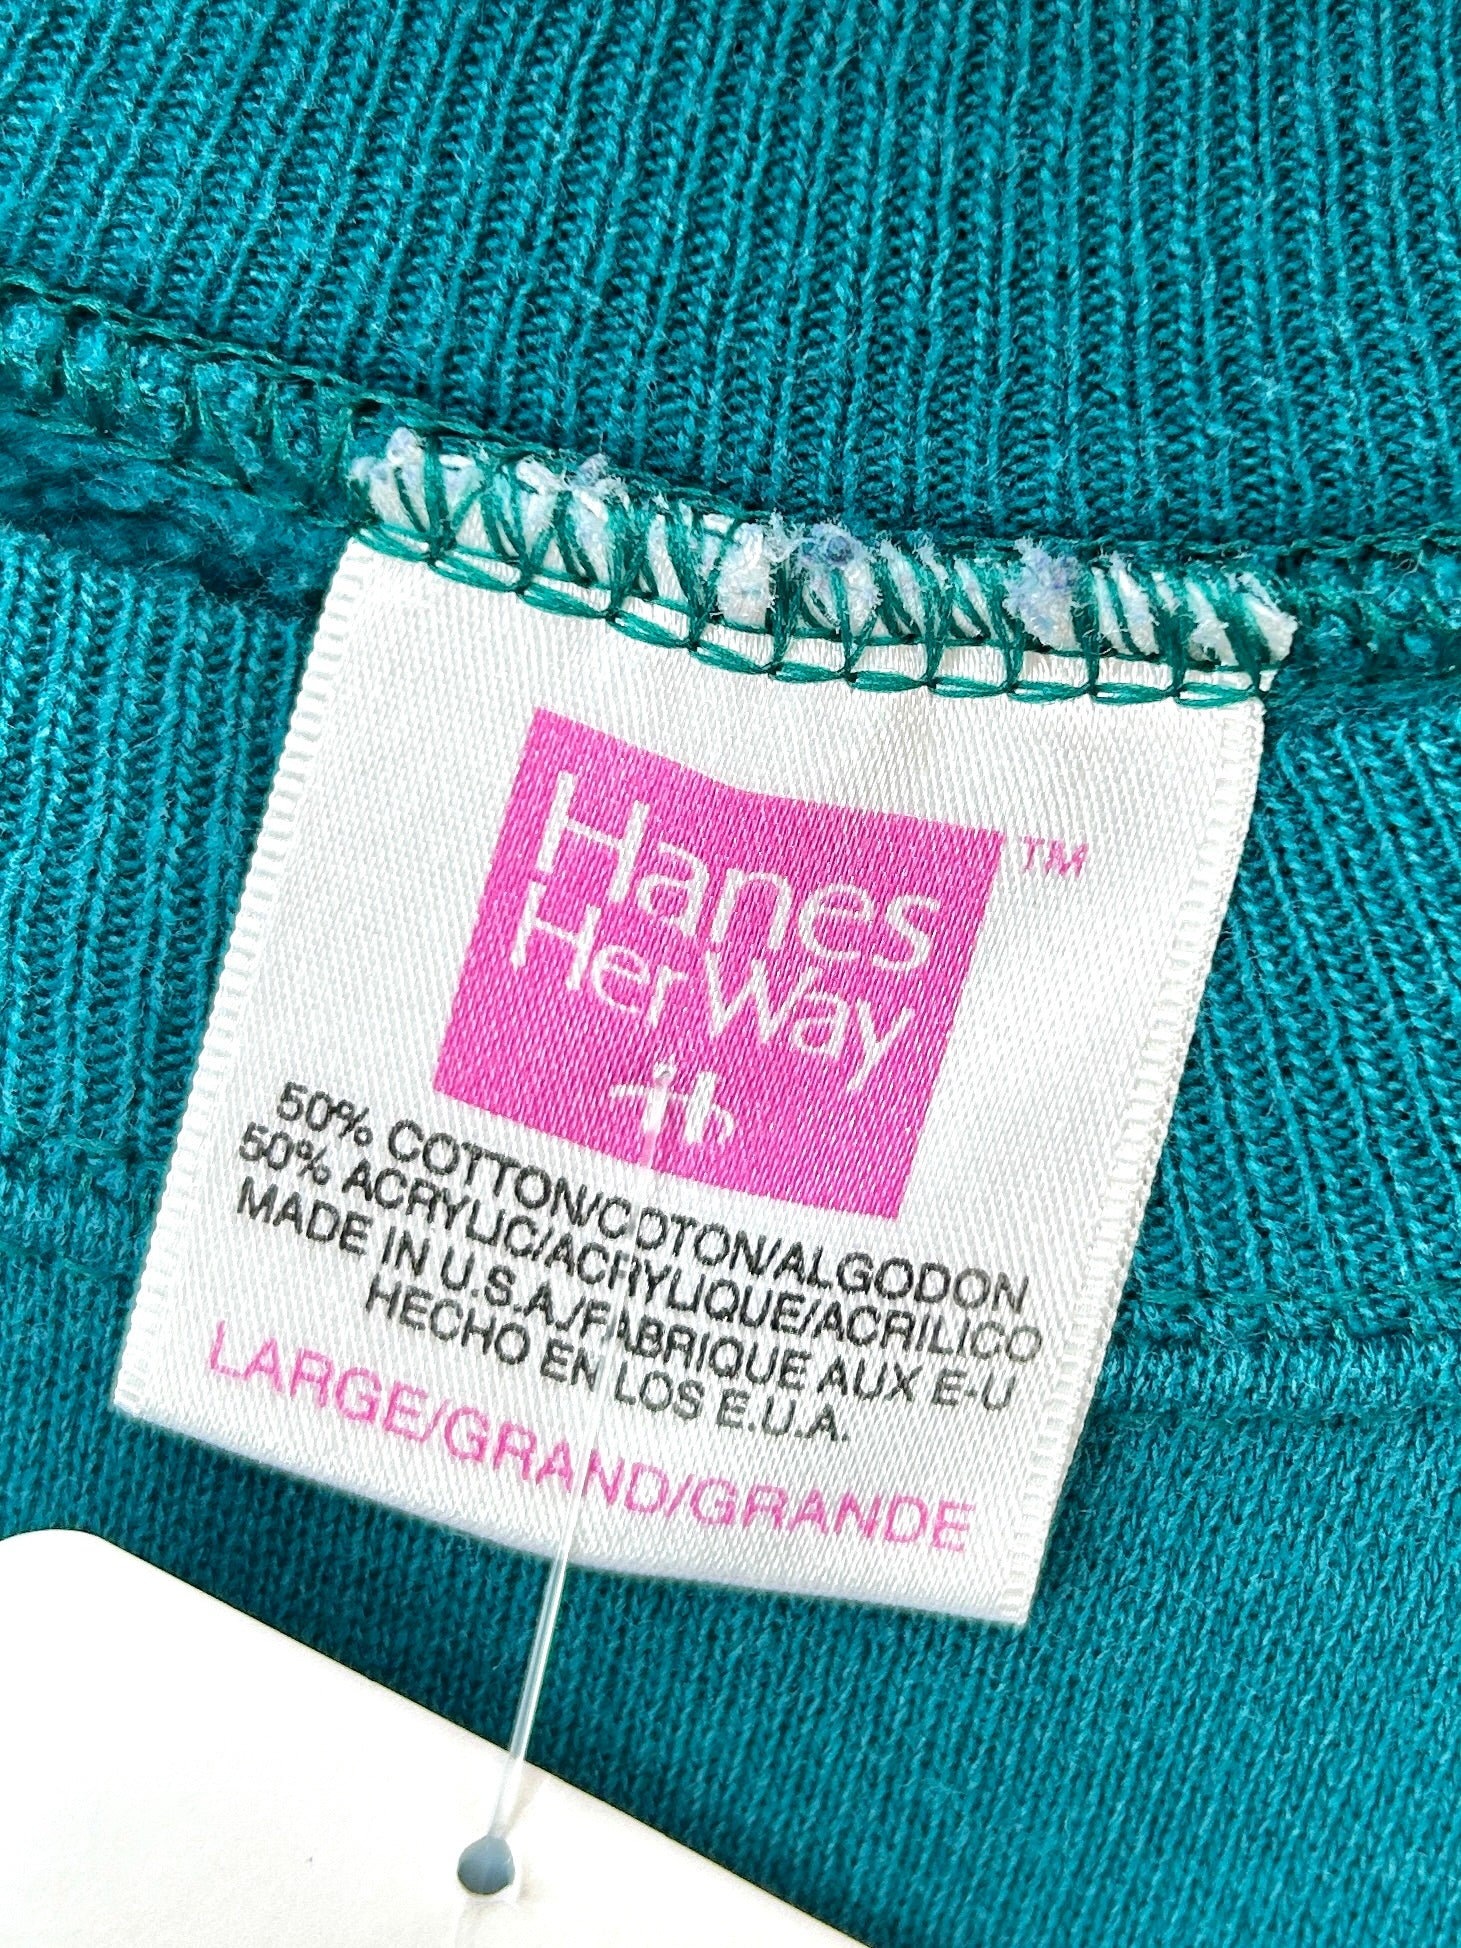 Hanes
Her Way
TM
50% COTTON/COTON/ALGODON
50% ACRYLIC/ACRYLIQUE/ACRILICO
MADE IN U.S.A./FABRIQUE AUX E-U
HECHO EN LOS E.U.A.
LARGE/GRAND/GRANDE